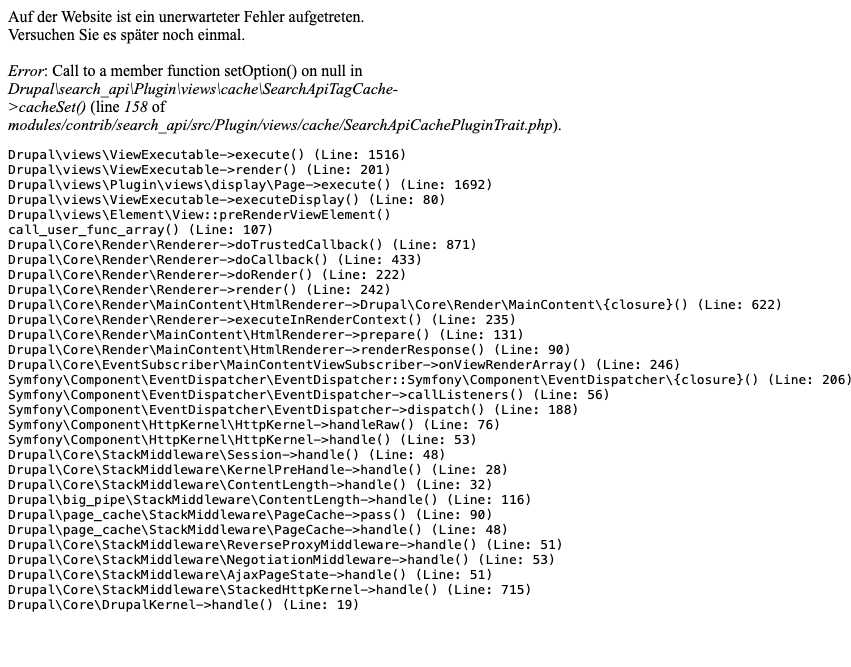 Auf der Website ist ein unerwarteter Fehler aufgetreten.
Versuchen Sie es später noch einmal.
Error: Call to a member function setOption() on null in
Drupal\search_api\Plugin\views\cache\SearchApiTagCache-
>cacheSet() (line 158 of
modules/contrib/search_api/src/Plugin/views/cache/SearchApiCachePluginTrait.php).
Drupal\views\ViewExecutable->execute() (Line: 1516)
Drupal\views\ViewExecutable->render() (Line: 201)
Drupal\views\Plugin\views\display\Page->execute() (Line: 1692)
Drupal\views\ViewExecutable->executeDisplay() (Line: 80)
Drupal\views\Element\View::preRenderViewElement()
call_user_func_array() (Line: 107)
Drupal\Core\Render\Renderer->doTrustedCallback() (Line: 871)
Drupal\Core\Render\Renderer->doCallback() (Line: 433)
Drupal\Core\Render\Renderer->doRender() (Line: 222)
Drupal\Core\Render\Renderer->render() (Line: 242)
Drupal\Core\Render\MainContent\HtmlRenderer->Drupal\Core\Render\MainContent\{closure}() (Line: 622)
Drupal\Core\Render\Renderer->executeInRenderContext() (Line: 235)
Drupal\Core\Render\MainContent\HtmlRenderer->prepare() (Line: 131)
Drupal\Core\Render\MainContent\HtmlRenderer->renderResponse() (Line: 90)
Drupal\Core\EventSubscriber\MainContentViewSubscriber->onViewRenderArray() (Line: 246)
Symfony\Component\EventDispatcher\EventDispatcher::Symfony\Component\EventDispatcher\{closure}() (Line: 206)
Symfony\Component\EventDispatcher\EventDispatcher->callListeners() (Line: 56)
Symfony\Component\EventDispatcher\EventDispatcher->dispatch() (Line: 188)
Symfony\Component\HttpKernel\HttpKernel->handleRaw() (Line: 76)
Symfony\Component\HttpKernel\HttpKernel->handle() (Line: 53)
Drupal\Core\StackMiddleware\Session->handle() (Line: 48)
Drupal\Core\StackMiddleware\KernelPreHandle->handle() (Line: 28)
Drupal\Core\StackMiddleware\ContentLength->handle() (Line: 32)
Drupal\big_pipe\StackMiddleware\ContentLength->handle() (Line: 116)
Drupal\page_cache\StackMiddleware\PageCache->pass() (Line: 90)
Drupal\page_cache\StackMiddleware\PageCache->handle() (Line: 48)
Drupal\Core\StackMiddleware\ReverseProxyMiddleware->handle() (Line: 51)
Drupal\Core\StackMiddleware\NegotiationMiddleware->handle() (Line: 53)
Drupal\Core\StackMiddleware\AjaxPageState->handle() (Line: 51)
Drupal\Core\StackMiddleware\StackedHttpKernel->handle() (Line: 715)
Drupal\Core\DrupalKernel->handle() (Line: 19)